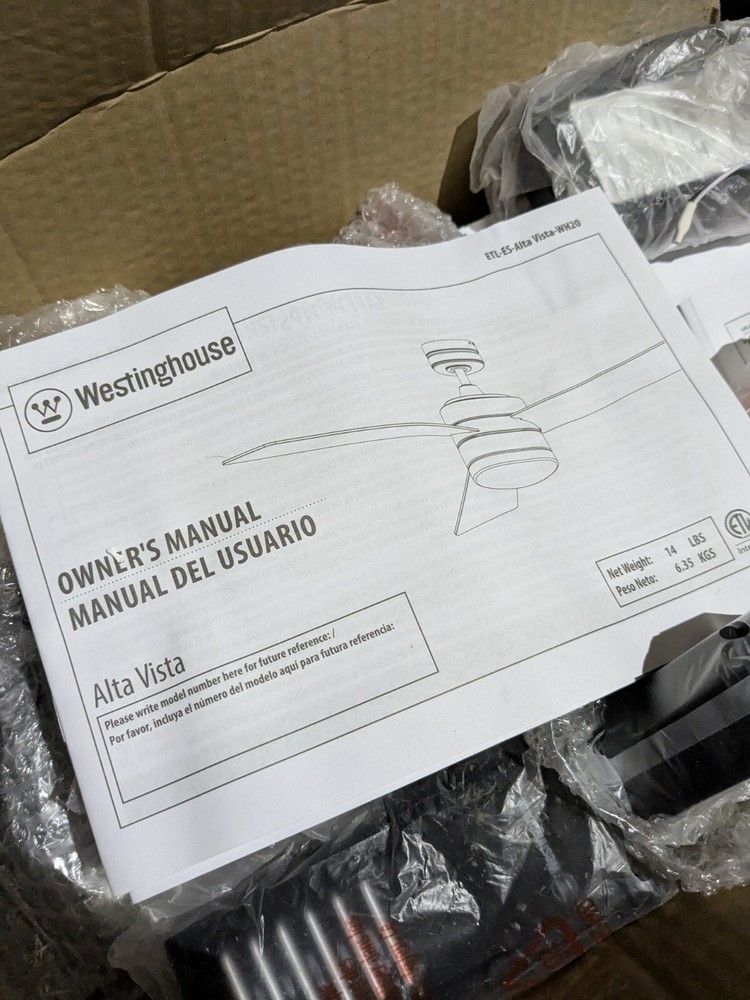 ETL-ES-Alta Vista-WH20
Westinghouse
OWNER'S MANUAL
MANUAL DEL USUARIO
Net Weight: 14 LBS
Peso Neto: 6.35 KGS
ETL
Inte
Alta Vista
Please write model number here for future reference: /
Por favor, incluya el número del modelo aquí para futura referencia: